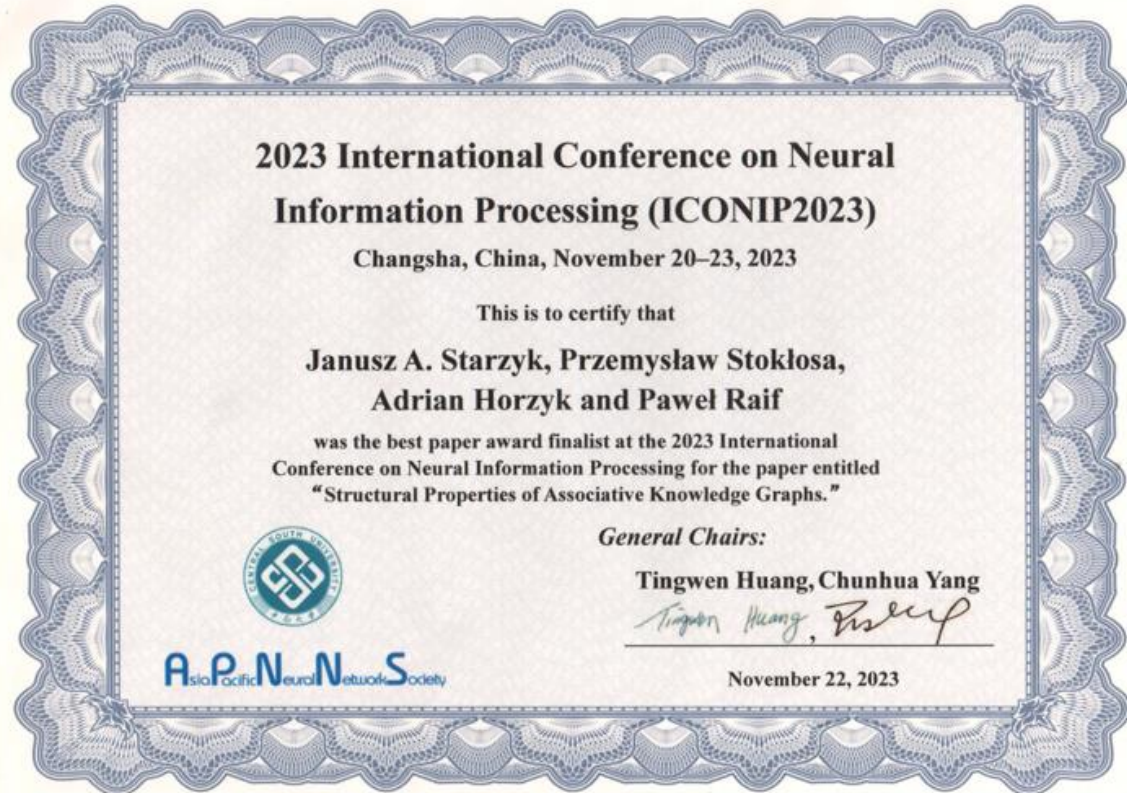 2023 International Conference on Neural
Information Processing (ICONIP2023)
Changsha, China, November 20–23, 2023
This is to certify that
Janusz A. Starzyk, Przemysław Stokłosa,
Adrian Horzyk and Paweł Raif
was the best paper award finalist at the 2023 International
Conference on Neural Information Processing for the paper entitled
“Structural Properties of Associative Knowledge Graphs.”
General Chairs:
Tingwen Huang, Chunhua Yang
Tingwen Huang,
November 22, 2023
CENTRAL SOUTH UNIVERSITY
AsiaPacificNeuralNetworkSociety